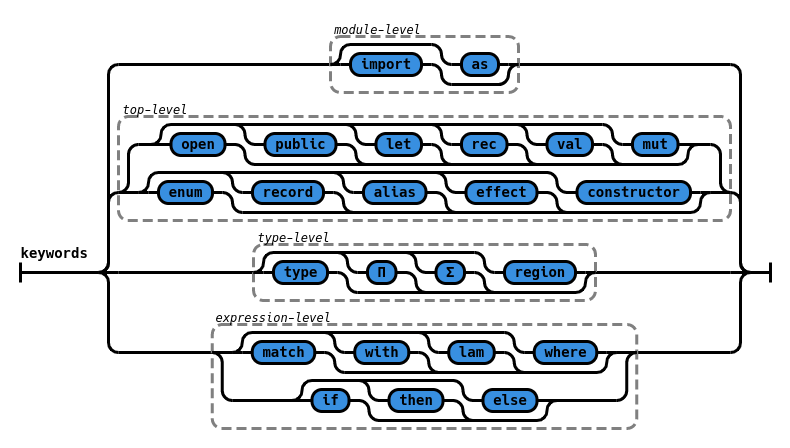 module-level
import as
top-level
open public let rec val mut
enum record alias effect constructor
type-level
keywords
type Π Σ region
expression-level
match with lam where
if then else